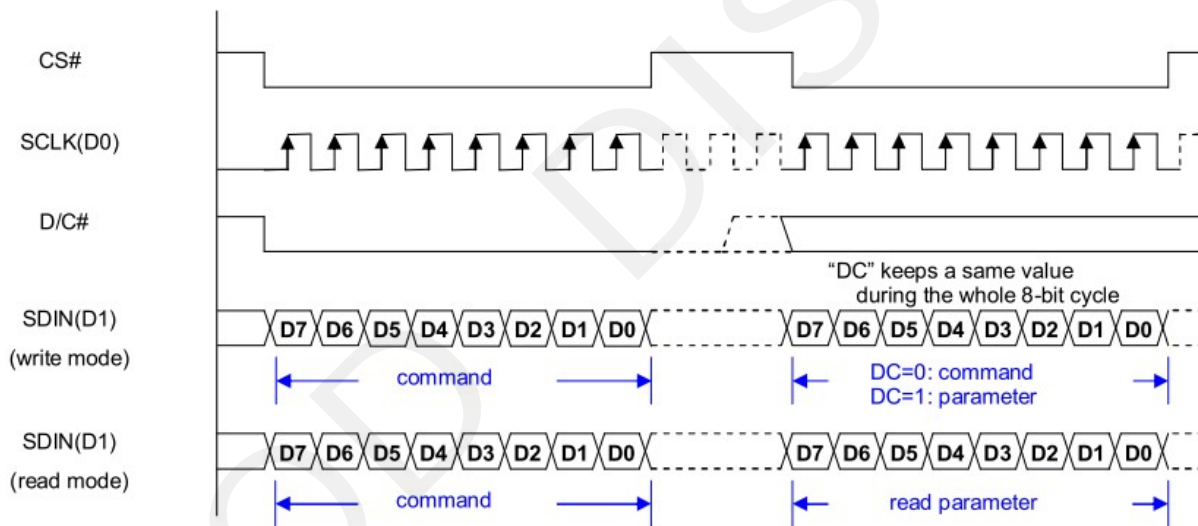 CS#
SCLK(D0)
D/C#
“DC” keeps a same value
during the whole 8-bit cycle
SDIN(D1)
(write mode)
D7 D6 D5 D4 D3 D2 D1 D0
D7 D6 D5 D4 D3 D2 D1 D0
command
DC=0: command
DC=1: parameter
SDIN(D1)
(read mode)
D7 D6 D5 D4 D3 D2 D1 D0
D7 D6 D5 D4 D3 D2 D1 D0
command
read parameter